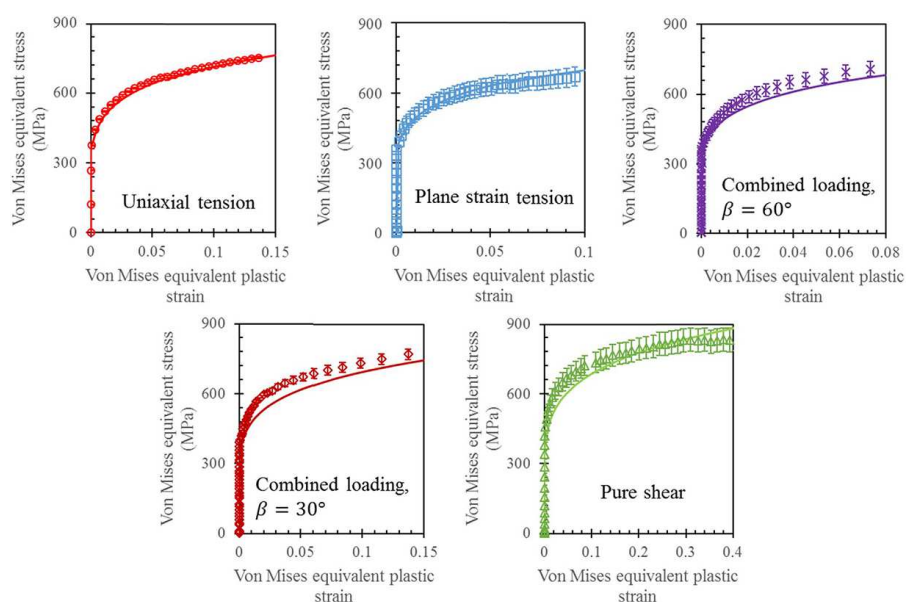 900
600
300
0
Von Mises equivalent stress
(MPa)
Uniaxial tension
0
0.05
0.1
0.15
Von Mises equivalent plastic
strain
900
600
300
0
Von Mises equivalent stress
(MPa)
Plane strain tension
0
0.05
0.1
Von Mises equivalent plastic
strain
900
600
300
0
Von Mises equivalent stress
(MPa)
Combined loading,
β = 60°
0
0.02
0.04
0.06
0.08
Von Mises equivalent plastic
strain
900
600
300
0
Von Mises equivalent stress
(MPa)
Combined loading,
β = 30°
0
0.05
0.1
0.15
Von Mises equivalent plastic
strain
900
600
300
0
Von Mises equivalent stress
(MPa)
Pure shear
0
0.1
0.2
0.3
0.4
Von Mises equivalent plastic
strain